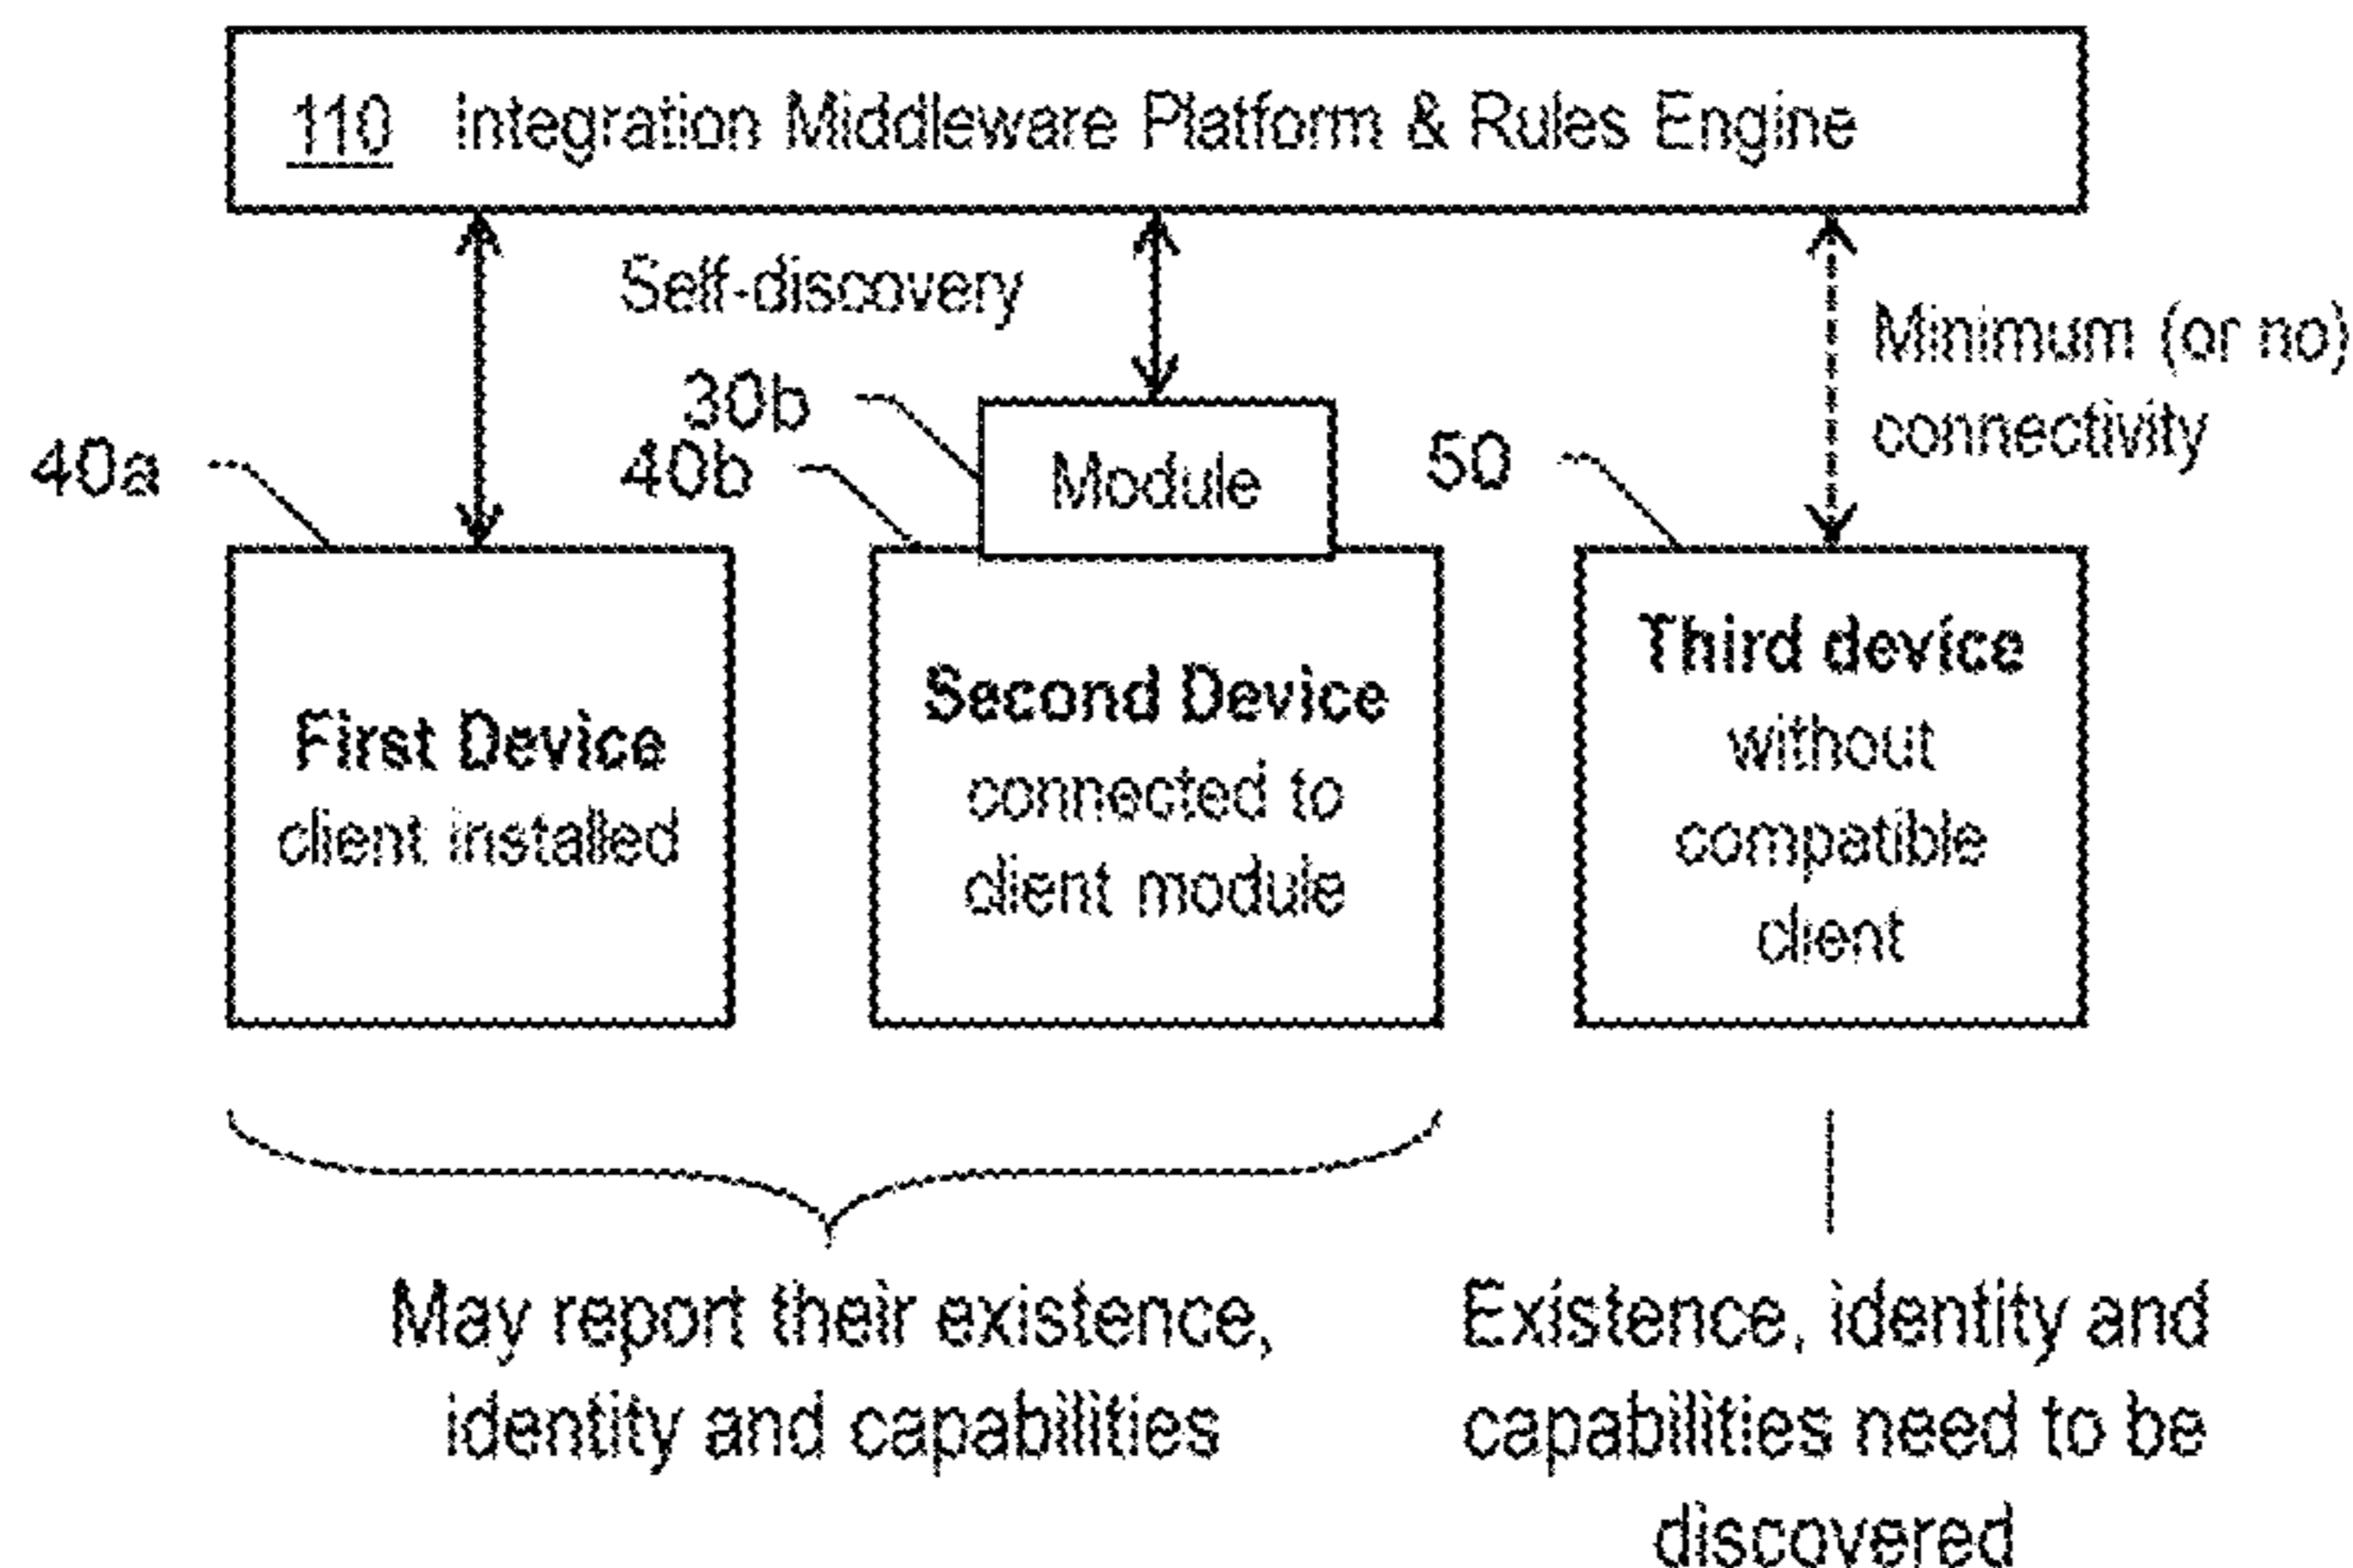 110 Integration Middleware Platform & Rules Engine
Self-discovery
Minimum (or no)
connectivity
30b
40a
40b
50
Module
First Device
client installed
Second Device
connected to
client module
Third device
without
compatible
client
May report their existence,
identity and capabilities
Existence, identity and
capabilities need to be
discovered